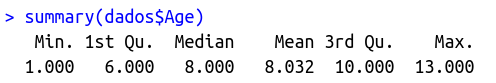 > summary(dados$Age)
Min. 1st Qu. Median Mean 3rd Qu. Max.
1.000 6.000 8.000 8.032 10.000 13.000